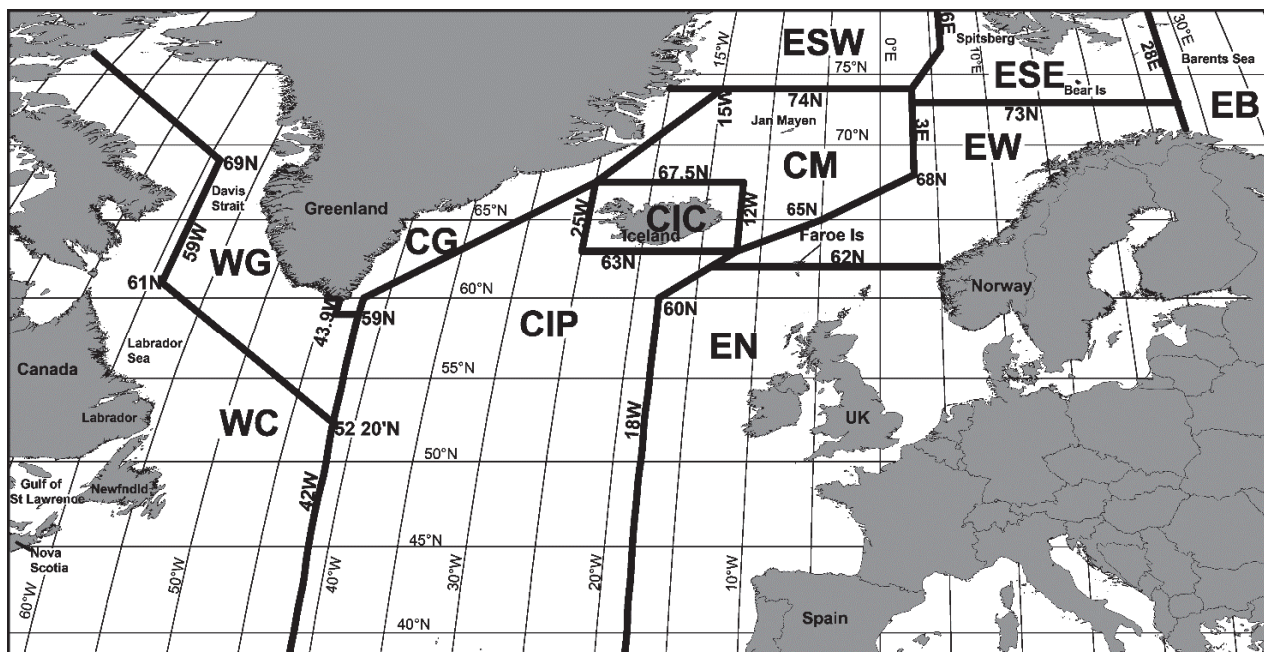 ESW
6E
Spitsberg
30°E
15°W
0°E
10°E
28E
Barents Sea
75°N
ESE
Bear Is
EB
74N
15W
73N
Jan Mayen
3E
70°N
EW
69N
CM
Davis
Strait
67.5N
68N
Greenland
65°N
25W
CIC
12W
65N
Iceland
Faroe Is
59W
CG
WG
63N
62N
61N
Norway
43.9W
60°N
60N
59N
CIP
EN
Labrador
Sea
Canada
55°N
Labrador
WC
52 20'N
18W
UK
50°N
Gulf of
St Lawrence
Newfndld
42W
45°N
Nova
Scotia
60°W
50°W
40°W
30°W
20°W
10°W
40°N
Spain